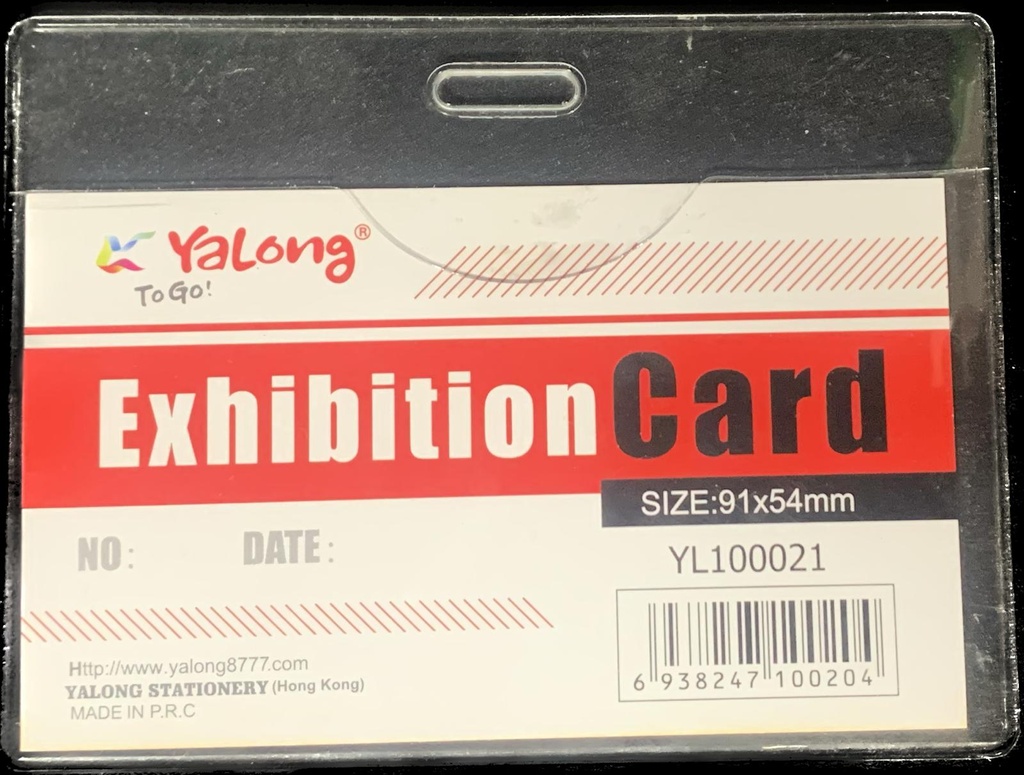 YaLong®
To Go!
Exhibition Card
SIZE:91x54mm
NO: DATE:
YL100021
6 938247 100204
Http://www.yalong8777.com
YALONG STATIONERY (Hong Kong)
MADE IN P.R.C